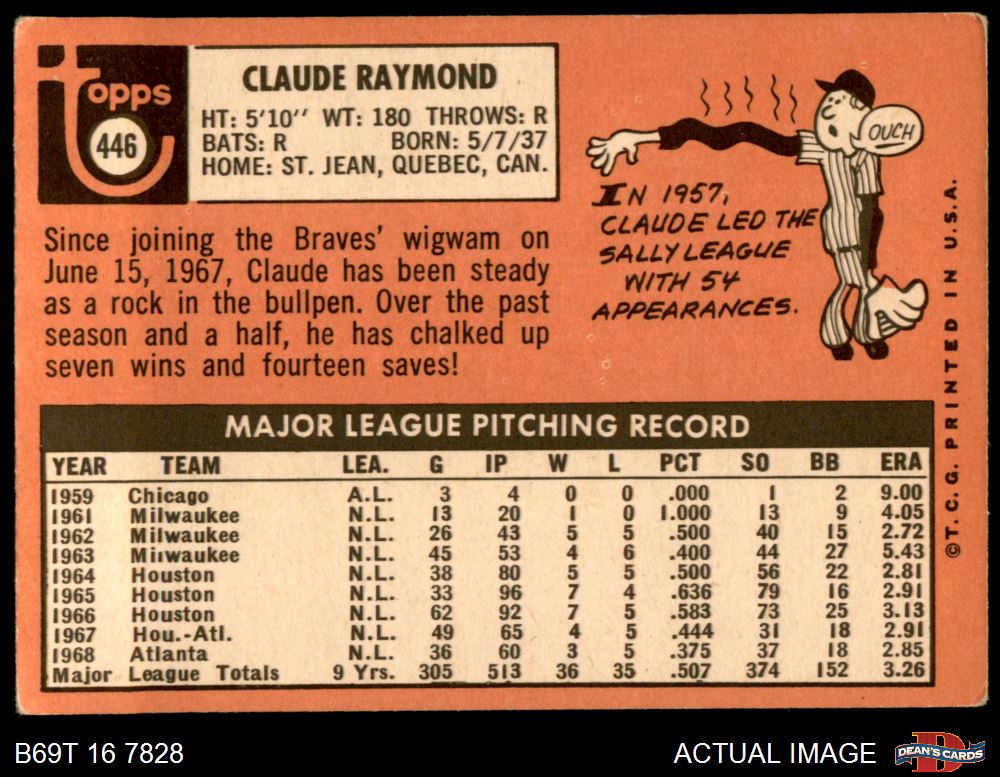 Topps
446
CLAUDE RAYMOND
HT: 5'10'' WT: 180 THROWS: R
BATS: R BORN: 5/7/37
HOME: ST. JEAN, QUEBEC, CAN.
Since joining the Braves' wigwam on
June 15, 1967, Claude has been steady
as a rock in the bullpen. Over the past
season and a half, he has chalked up
seven wins and fourteen saves!
OUCH
IN 1957,
CLAUDE LED THE
SALLY LEAGUE
WITH 54
APPEARANCES.
©T.C.G. PRINTED IN U.S.A.
MAJOR LEAGUE PITCHING RECORD
YEAR TEAM LEA. G IP W L PCT SO BB ERA
1959 Chicago A.L. 3 4 0 0 .000 1 2 9.00
1961 Milwaukee N.L. 13 20 1 0 1.000 13 9 4.05
1962 Milwaukee N.L. 26 43 5 5 .500 40 15 2.72
1963 Milwaukee N.L. 45 53 4 6 .400 44 27 5.43
1964 Houston N.L. 38 80 5 5 .500 56 22 2.81
1965 Houston N.L. 33 96 7 4 .636 79 16 2.91
1966 Houston N.L. 62 92 7 5 .583 73 25 3.13
1967 Hou.-Atl. N.L. 49 65 4 5 .444 31 18 2.91
1968 Atlanta N.L. 36 60 3 5 .375 37 18 2.85
Major League Totals 9 Yrs. 305 513 36 35 .507 374 152 3.26
B69T 16 7828
ACTUAL IMAGE
DEAN'S CARDS